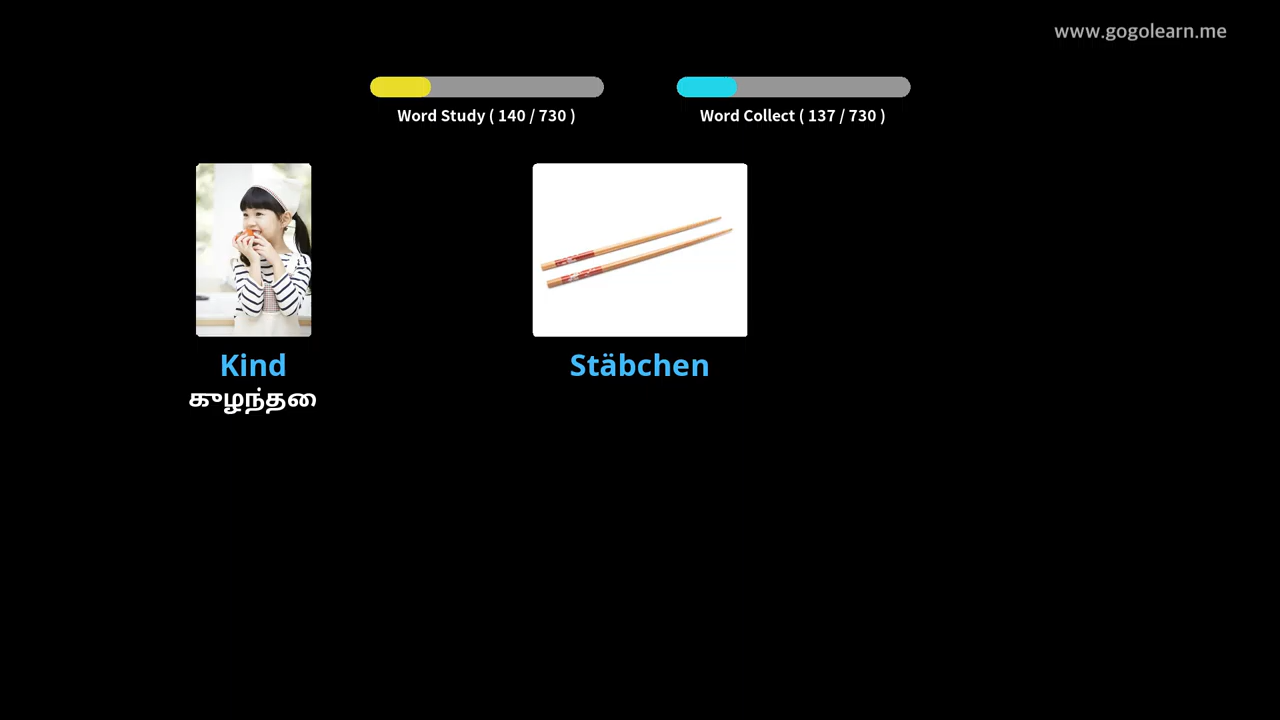 www.gogolearn.me
Word Study ( 140 / 730 )
Word Collect ( 137 / 730 )
Kind
குழந்தை
Stäbchen